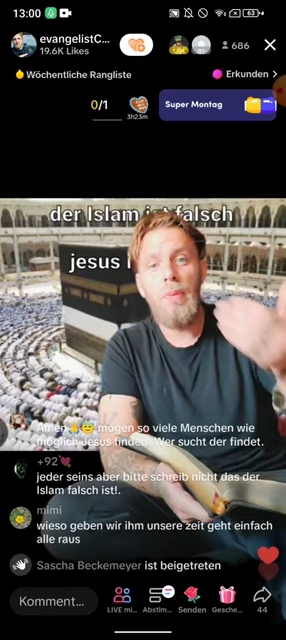 13:00
63
evangelistC...
19.6K Likes
686
Wöchentliche Rangliste
Erkunden >
0/1
3h23m
Super Montag
der Islam ist falsch
jesus i
Amen mögen so viele Menschen wie
möglich Jesus finden. Wer sucht der findet.
+92
jeder seins aber bitte schreib nicht das der
Islam falsch ist!.
mimi
wieso geben wir ihm unsere zeit geht einfach
alle raus
Sascha Beckemeyer ist beigetreten
Komment...
LIVE mi...
Abstim...
Senden
Gesche...
44